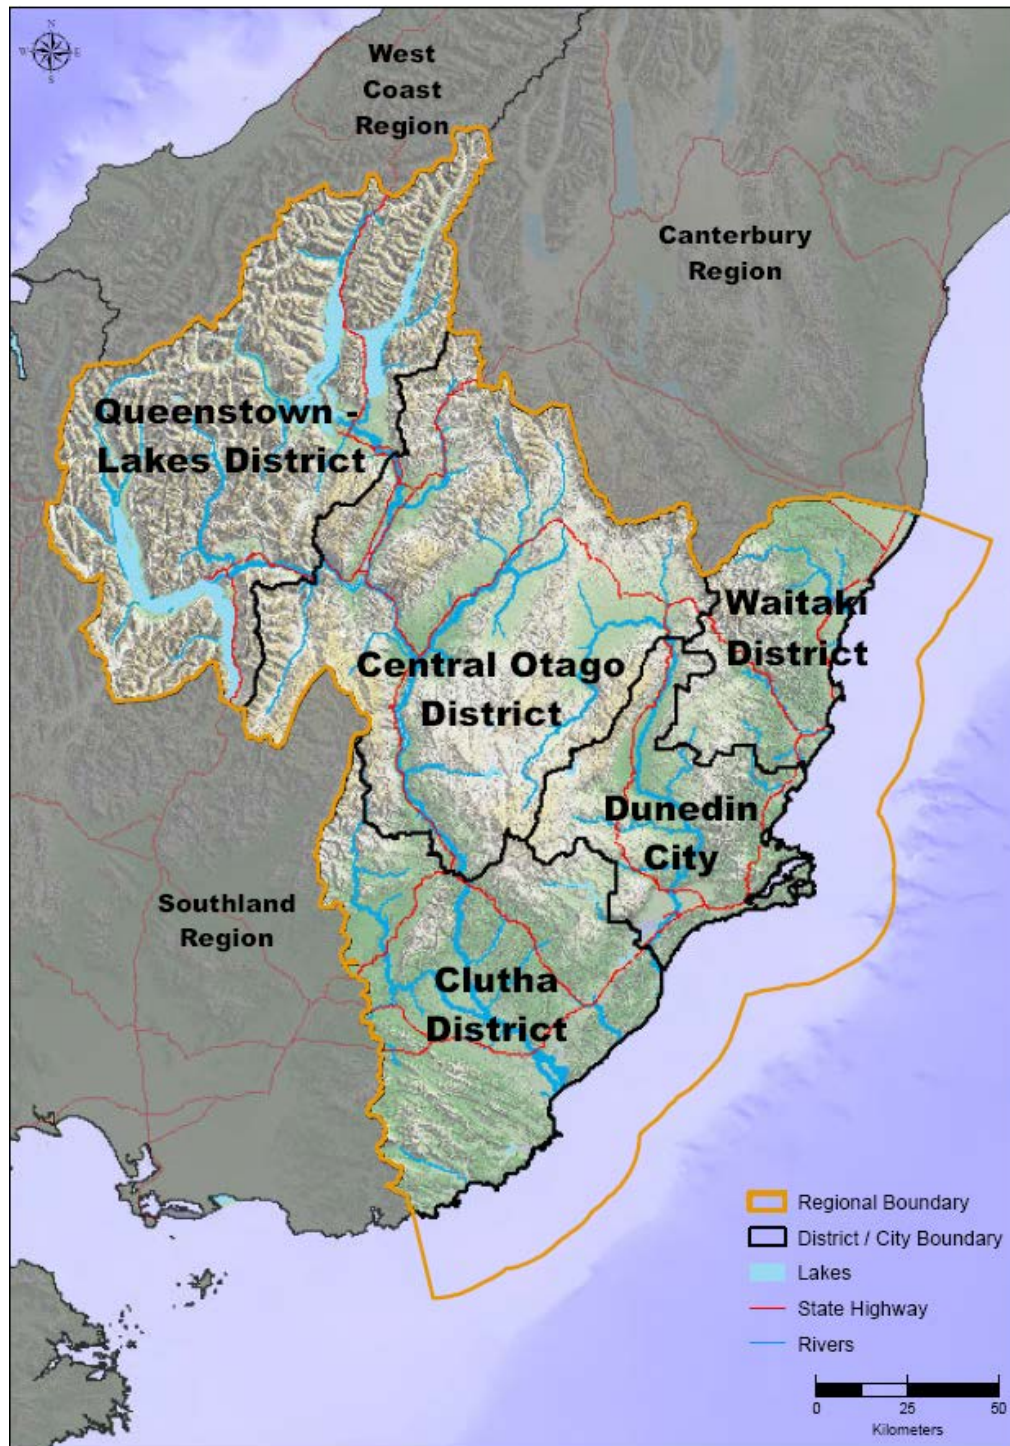 N
W E
S
West
Coast
Region
Canterbury
Region
Queenstown -
Lakes District
Waitaki
District
Central Otago
District
Dunedin
City
Southland
Region
Clutha
District
Regional Boundary
District / City Boundary
Lakes
State Highway
Rivers
0 25 50
Kilometers